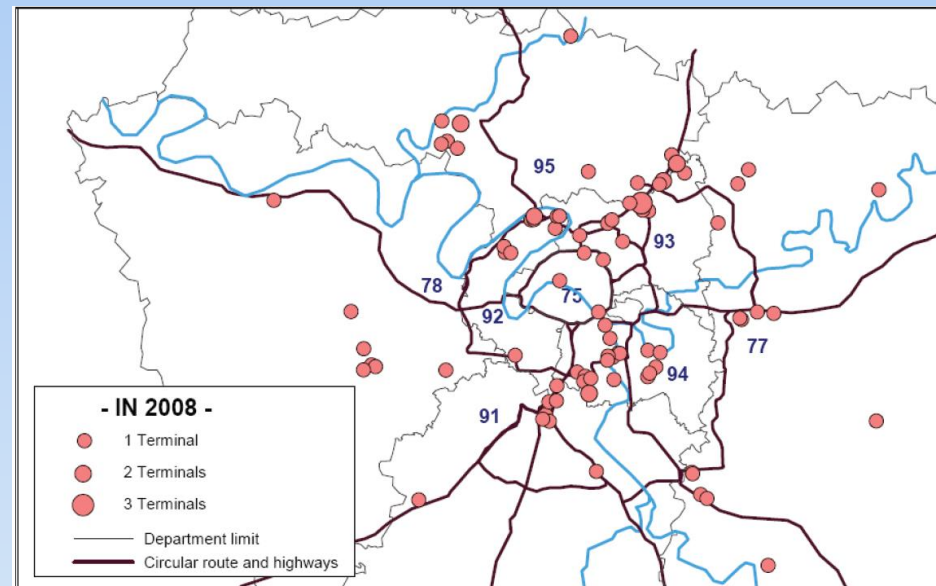 95
93
78
75
92
77
94
91
- IN 2008 -
1 Terminal
2 Terminals
3 Terminals
Department limit
Circular route and highways